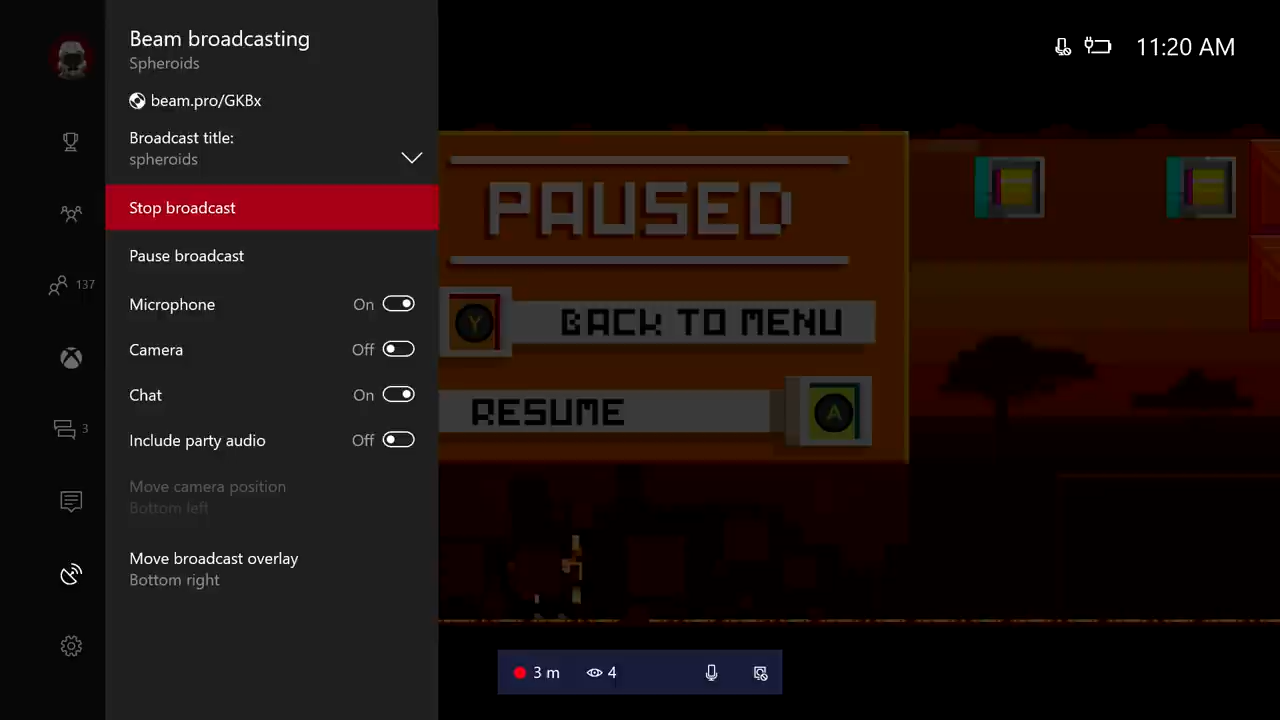 Beam broadcasting
Spheroids
beam.pro/GKBx
Broadcast title:
spheroids
Stop broadcast
Pause broadcast
Microphone On
Camera Off
Chat On
Include party audio Off
Move camera position
Bottom left
Move broadcast overlay
Bottom right
137
3
11:20 AM
PAUSED
Y BACK TO MENU
RESUME A
3 m 4